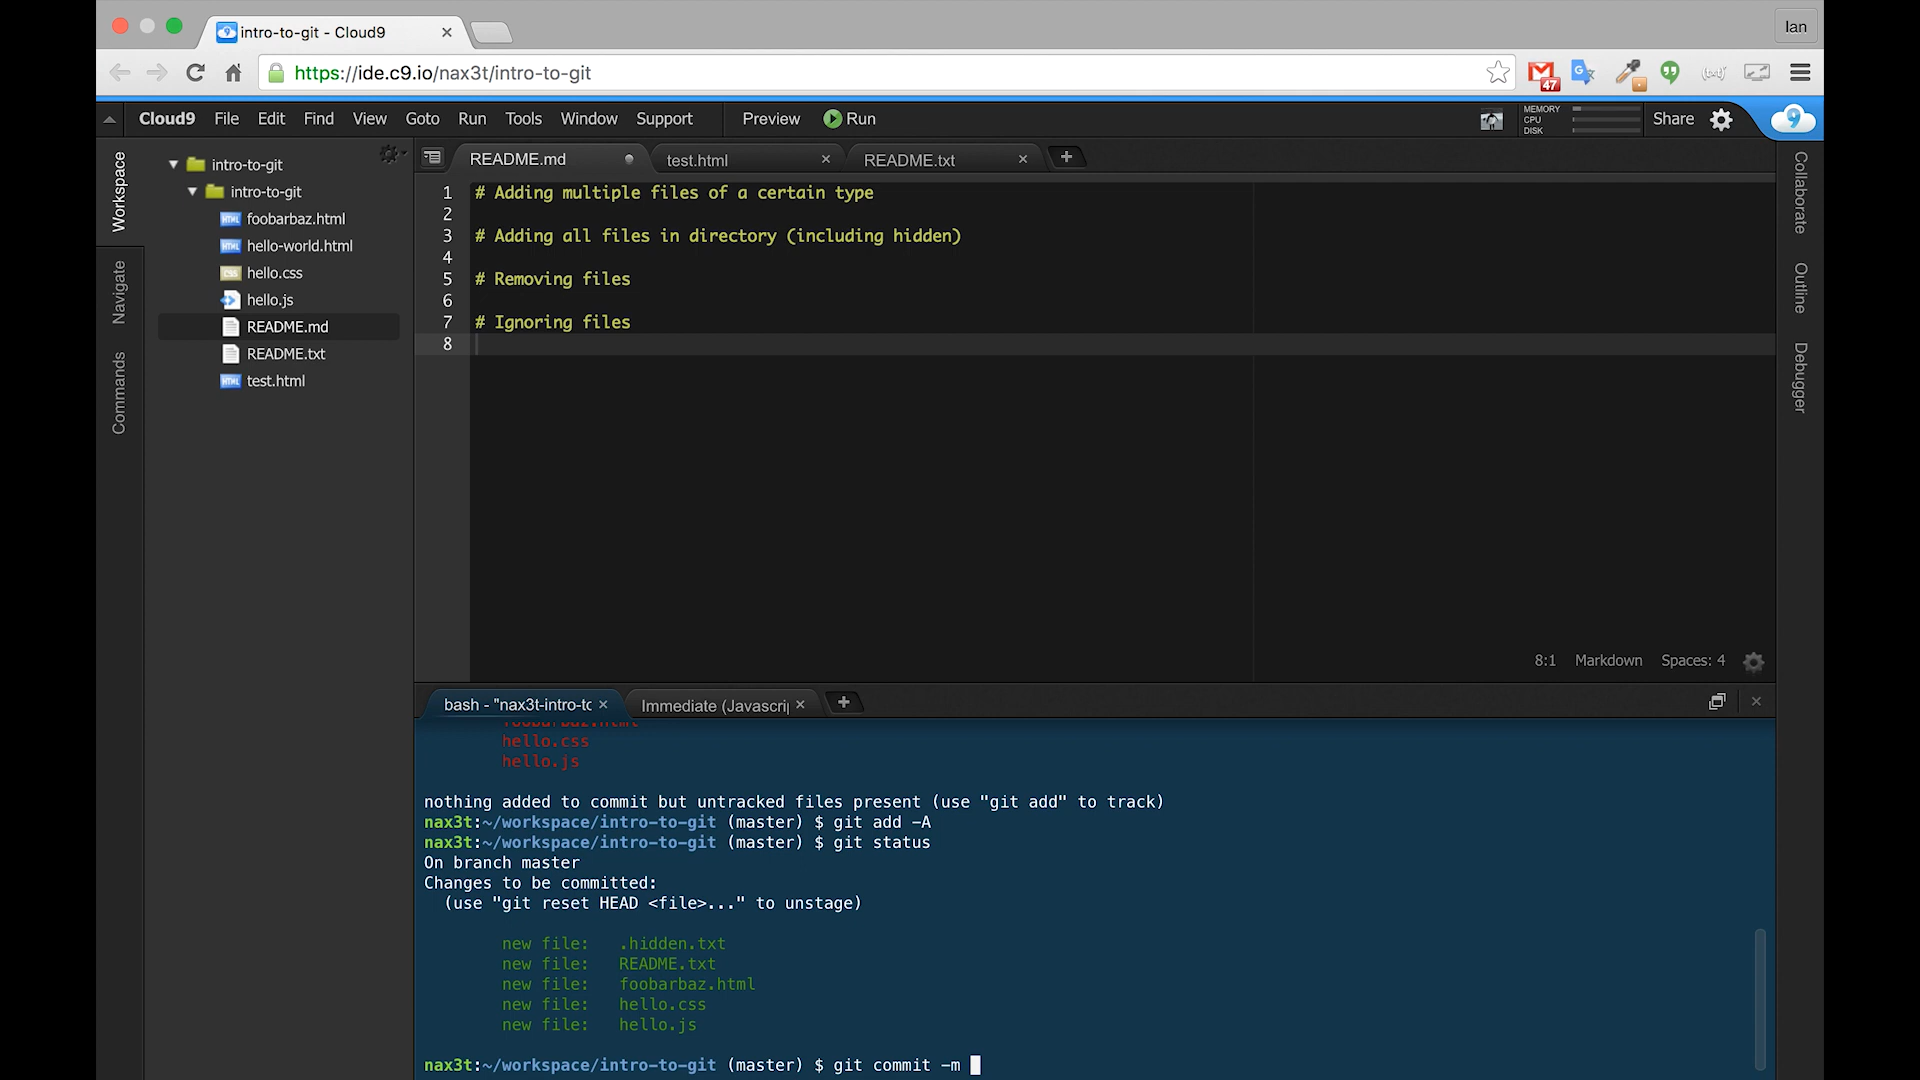 intro-to-git - Cloud9
Ian
https://ide.c9.io/nax3t/intro-to-git
47
Cloud9 File Edit Find View Goto Run Tools Window Support Preview Run
MEMORY
CPU
DISK
Share
9
Workspace
Navigate
Commands
intro-to-git
intro-to-git
foobarbaz.html
hello-world.html
hello.css
hello.js
README.md
README.txt
test.html
README.md test.html README.txt
1 # Adding multiple files of a certain type
2
3 # Adding all files in directory (including hidden)
4
5 # Removing files
6
7 # Ignoring files
8
8:1 Markdown Spaces: 4
Collaborate
Outline
Debugger
bash - "nax3t-intro-to Immediate (Javascrip
foobarbaz.html
hello.css
hello.js
nothing added to commit but untracked files present (use "git add" to track)
nax3t:~/workspace/intro-to-git (master) $ git add -A
nax3t:~/workspace/intro-to-git (master) $ git status
On branch master
Changes to be committed:
(use "git reset HEAD <file>..." to unstage)
new file: .hidden.txt
new file: README.txt
new file: foobarbaz.html
new file: hello.css
new file: hello.js
nax3t:~/workspace/intro-to-git (master) $ git commit -m